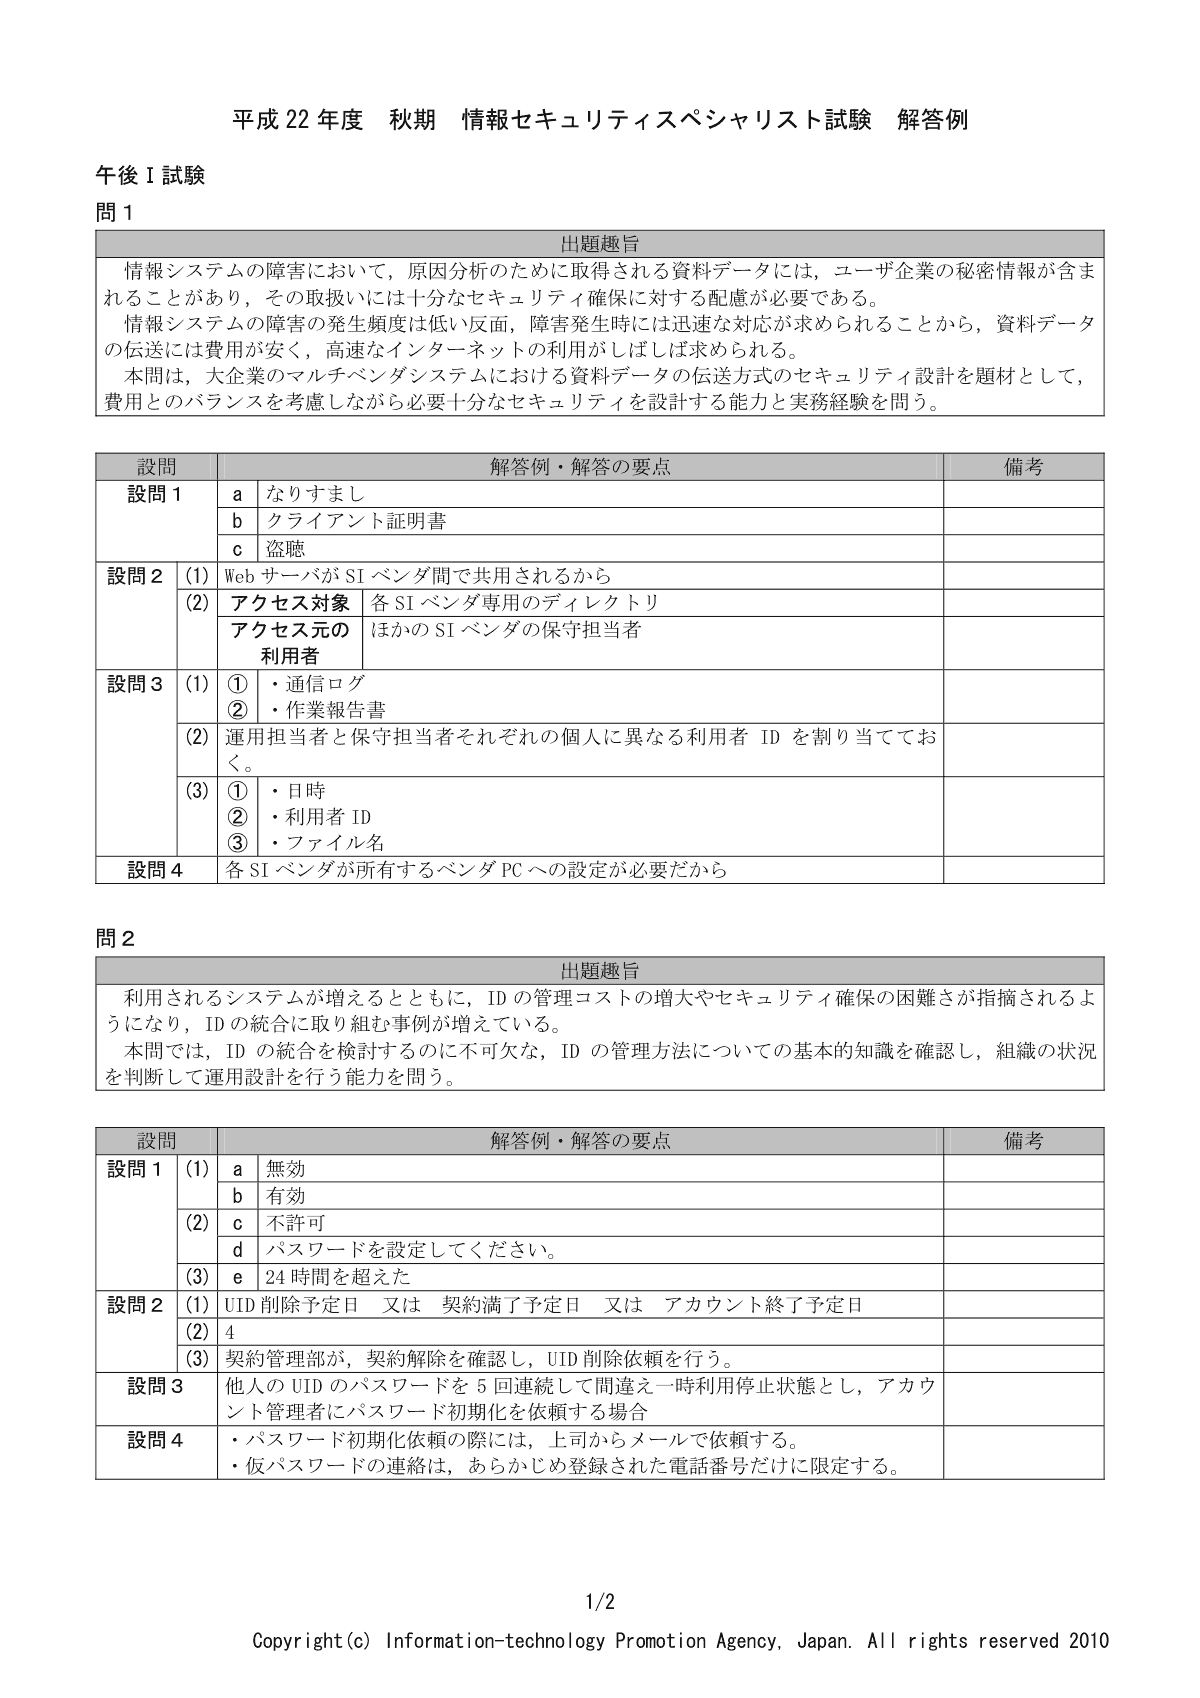 平成 22 年度　秋期　情報セキュリティスペシャリスト試験　解答例
午後Ⅰ試験
問１
出題趣旨
情報システムの障害において，原因分析のために取得される資料データには，ユーザ企業の秘密情報が含ま
れることがあり，その取扱いには十分なセキュリティ確保に対する配慮が必要である。
情報システムの障害の発生頻度は低い反面，障害発生時には迅速な対応が求められることから，資料データ
の伝送には費用が安く，高速なインターネットの利用がしばしば求められる。
本問は，大企業のマルチベンダシステムにおける資料データの伝送方式のセキュリティ設計を題材として，
費用とのバランスを考慮しながら必要十分なセキュリティを設計する能力と実務経験を問う。
設問 解答例・解答の要点 備考
設問１ a なりすまし
b クライアント証明書
c 盗聴
設問２ (1) Web サーバが SI ベンダ間で共用されるから
(2) アクセス対象 各 SI ベンダ専用のディレクトリ
アクセス元の ほかの SI ベンダの保守担当者
利用者
設問３ (1) ① ・通信ログ
② ・作業報告書
(2) 運用担当者と保守担当者それぞれの個人に異なる利用者 ID を割り当ててお
く。
(3) ① ・日時
② ・利用者 ID
③ ・ファイル名
設問４ 各 SI ベンダが所有するベンダ PC への設定が必要だから
問２
出題趣旨
利用されるシステムが増えるとともに，ID の管理コストの増大やセキュリティ確保の困難さが指摘されるよ
うになり，ID の統合に取り組む事例が増えている。
本問では，ID の統合を検討するのに不可欠な，ID の管理方法についての基本的知識を確認し，組織の状況
を判断して運用設計を行う能力を問う。
設問 解答例・解答の要点 備考
設問１ (1) a 無効
b 有効
(2) c 不許可
d パスワードを設定してください。
(3) e 24 時間を超えた
設問２ (1) UID 削除予定日　又は　契約満了予定日　又は　アカウント終了予定日
(2) 4
(3) 契約管理部が，契約解除を確認し，UID 削除依頼を行う。
設問３ 他人の UID のパスワードを 5 回連続して間違え一時利用停止状態とし，アカウ
ント管理者にパスワード初期化を依頼する場合
設問４ ・パスワード初期化依頼の際には，上司からメールで依頼する。
・仮パスワードの連絡は，あらかじめ登録された電話番号だけに限定する。
1/2
Copyright(c) Information-technology Promotion Agency, Japan. All rights reserved 2010